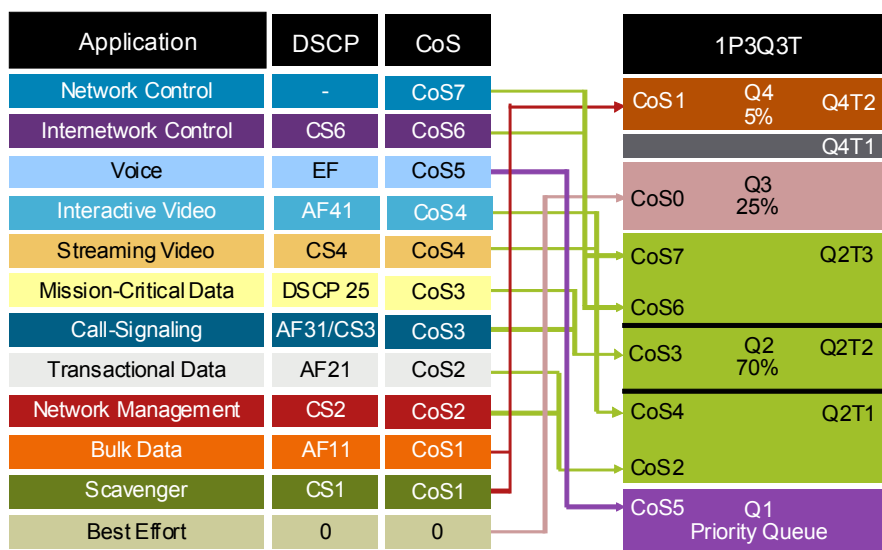 Application DSCP CoS 1P3Q3T
Network Control - CoS7
Internetwork Control CS6 CoS6
Voice EF CoS5
Interactive Video AF41 CoS4
Streaming Video CS4 CoS4
Mission-Critical Data DSCP 25 CoS3
Call-Signaling AF31/CS3 CoS3
Transactional Data AF21 CoS2
Network Management CS2 CoS2
Bulk Data AF11 CoS1
Scavenger CS1 CoS1
Best Effort 0 0
CoS1 Q4 Q4T2
5%
Q4T1
CoS0 Q3
25%
CoS7 Q2T3
CoS6
CoS3 Q2 Q2T2
70%
CoS4 Q2T1
CoS2
CoS5 Q1
Priority Queue